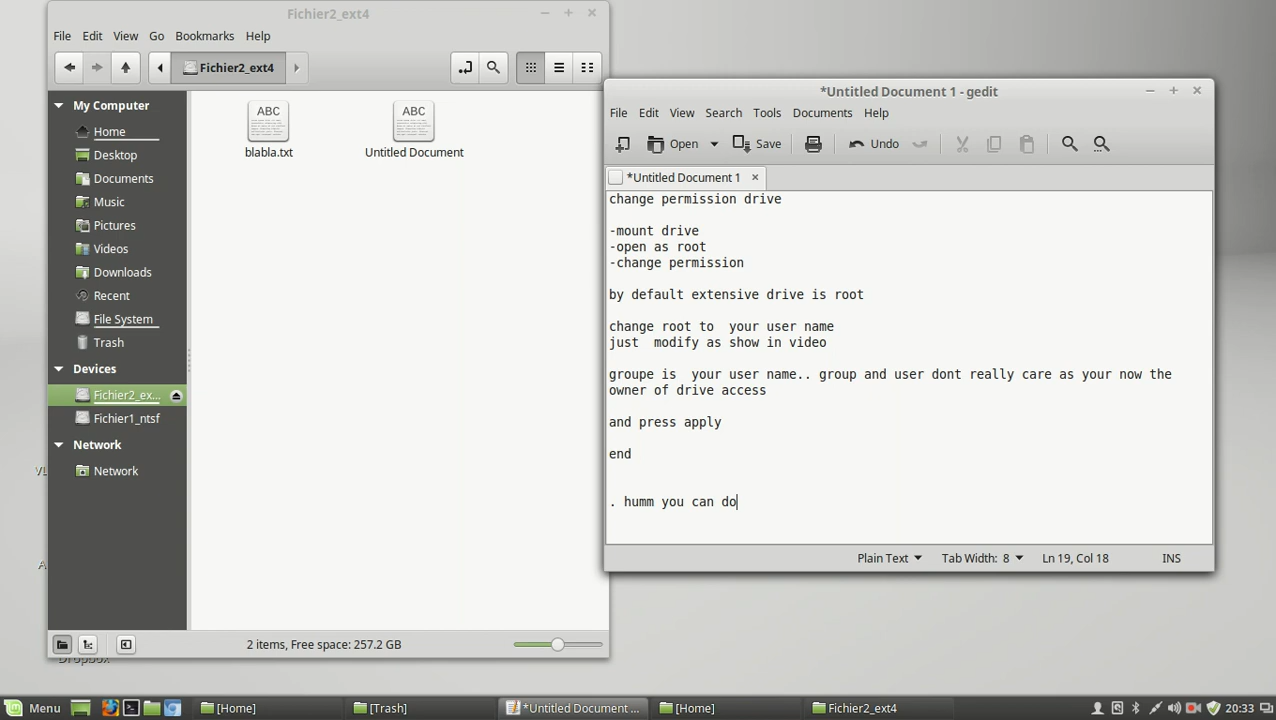 Fichier2_ext4
File Edit View Go Bookmarks Help
Fichier2_ext4
My Computer
Home
Desktop
Documents
Music
Pictures
Videos
Downloads
Recent
File System
Trash
Devices
Fichier2_ex...
Fichier1_ntsf
Network
Network
ABC
blabla.txt
ABC
Untitled Document
2 items, Free space: 257.2 GB
*Untitled Document 1 - gedit
File Edit View Search Tools Documents Help
Open Save Undo
*Untitled Document 1
change permission drive
-mount drive
-open as root
-change permission
by default extensive drive is root
change root to  your user name
just  modify as show in video
groupe is  your user name.. group and user dont really care as your now the
owner of drive access
and press apply
end
. humm you can do
Plain Text Tab Width: 8 Ln 19, Col 18 INS
Dropbox
Menu [Home] [Trash] *Untitled Document ... [Home] Fichier2_ext4 20:33